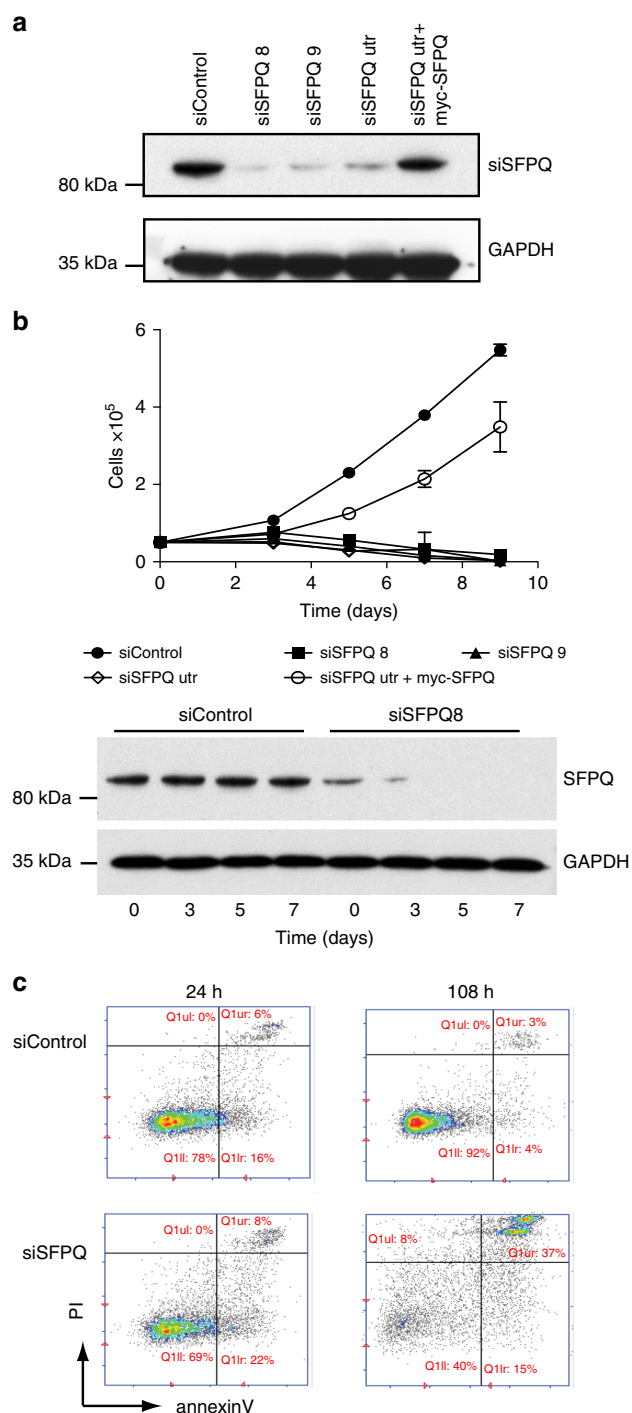 a
siControl
siSFPQ 8
siSFPQ 9
siSFPQ utr
siSFPQ utr+
myc-SFPQ
80 kDa
siSFPQ
35 kDa
GAPDH
b
6
4
2
0
Cells ×10⁵
0 2 4 6 8 10
Time (days)
siControl siSFPQ 8 siSFPQ 9
siSFPQ utr siSFPQ utr + myc-SFPQ
siControl siSFPQ8
80 kDa
SFPQ
35 kDa
GAPDH
0 3 5 7 0 3 5 7
Time (days)
c
24 h 108 h
siControl
Q1ul: 0% Q1ur: 6%
Q1ll: 78% Q1lr: 16%
Q1ul: 0% Q1ur: 3%
Q1ll: 92% Q1lr: 4%
siSFPQ
Q1ul: 0% Q1ur: 8%
Q1ll: 69% Q1lr: 22%
Q1ul: 8% Q1ur: 37%
Q1ll: 40% Q1lr: 15%
PI
annexinV